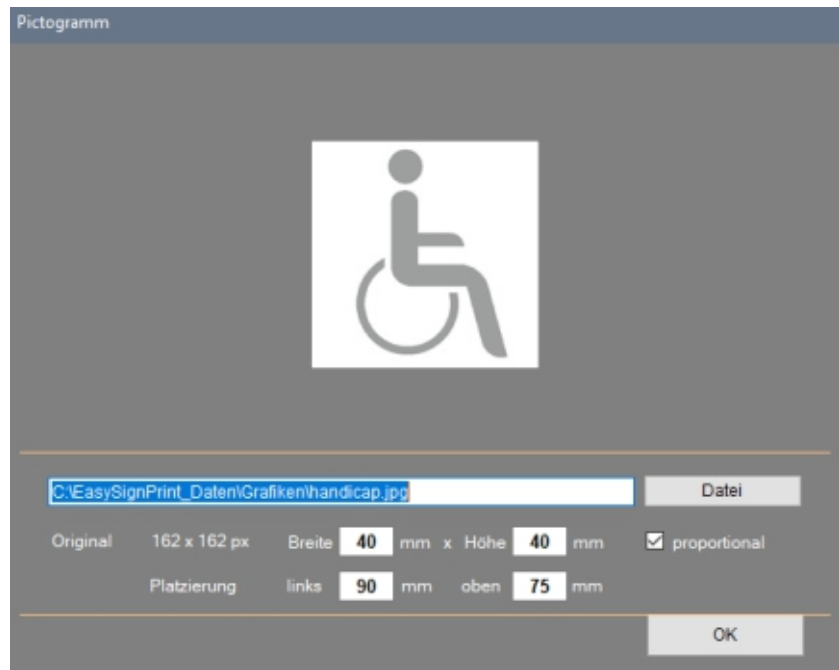 Pictogramm
C:\EasySignPrint_Daten\Grafiken\handicap.jpg Datei
Original 162 x 162 px Breite 40 mm x Höhe 40 mm proportional
Platzierung links 90 mm oben 75 mm
OK